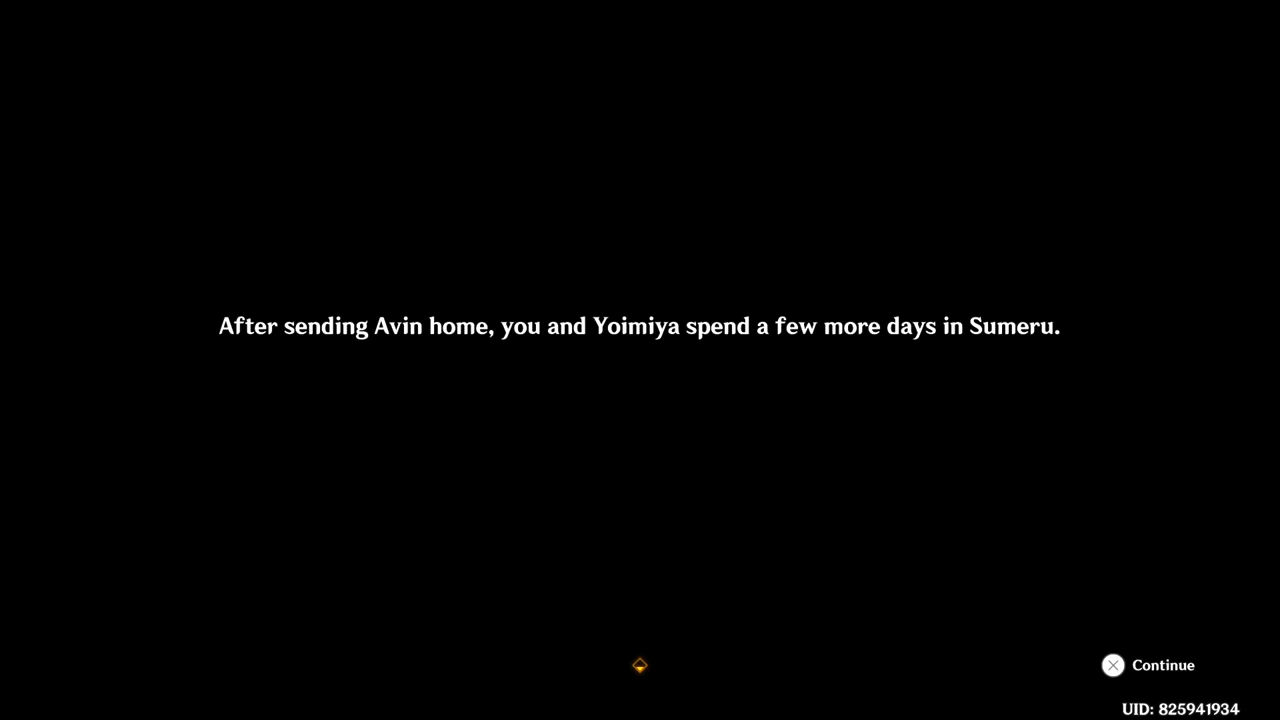 After sending Avin home, you and Yoimiya spend a few more days in Sumeru.
Continue
UID: 825941934